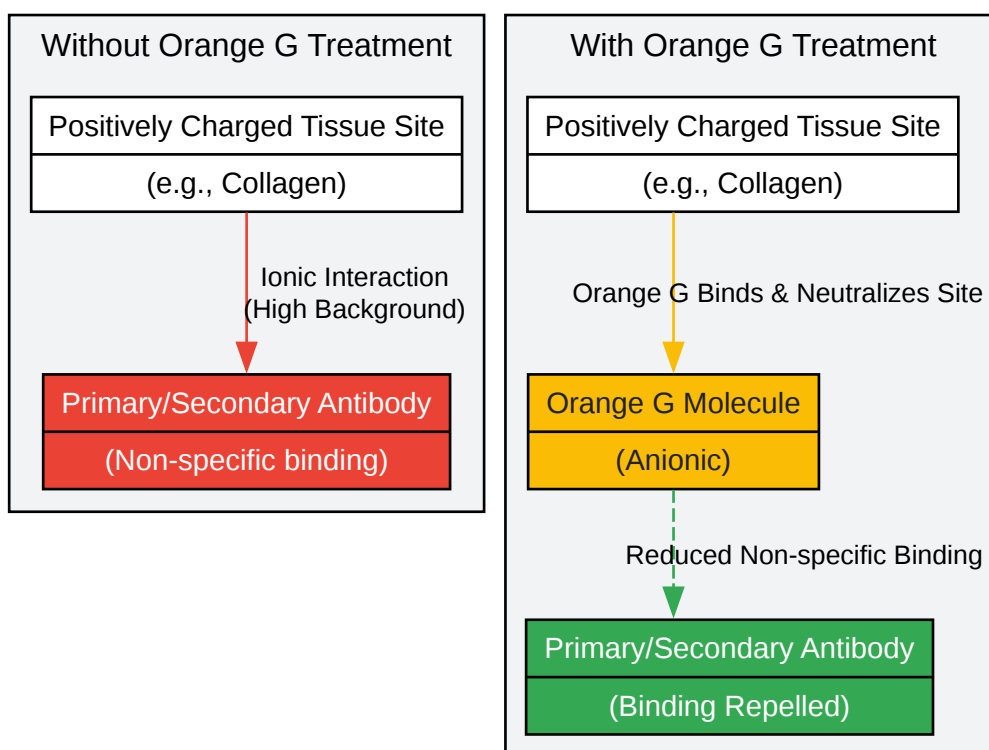 Without Orange G Treatment
Positively Charged Tissue Site
(e.g., Collagen)
Ionic Interaction
(High Background)
Primary/Secondary Antibody
(Non-specific binding)
With Orange G Treatment
Positively Charged Tissue Site
(e.g., Collagen)
Orange G Binds & Neutralizes Site
Orange G Molecule
(Anionic)
Reduced Non-specific Binding
Primary/Secondary Antibody
(Binding Repelled)